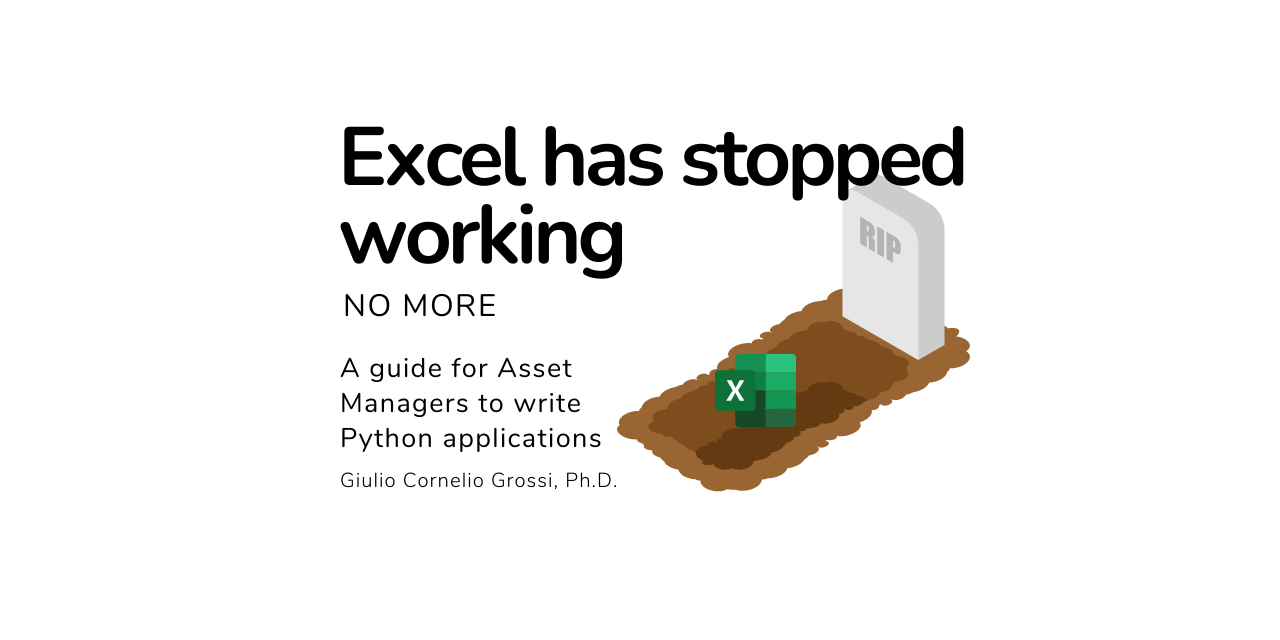 Excel has stopped
working
NO MORE
RIP
A guide for Asset
Managers to write
Python applications
X
Giulio Cornelio Grossi, Ph.D.